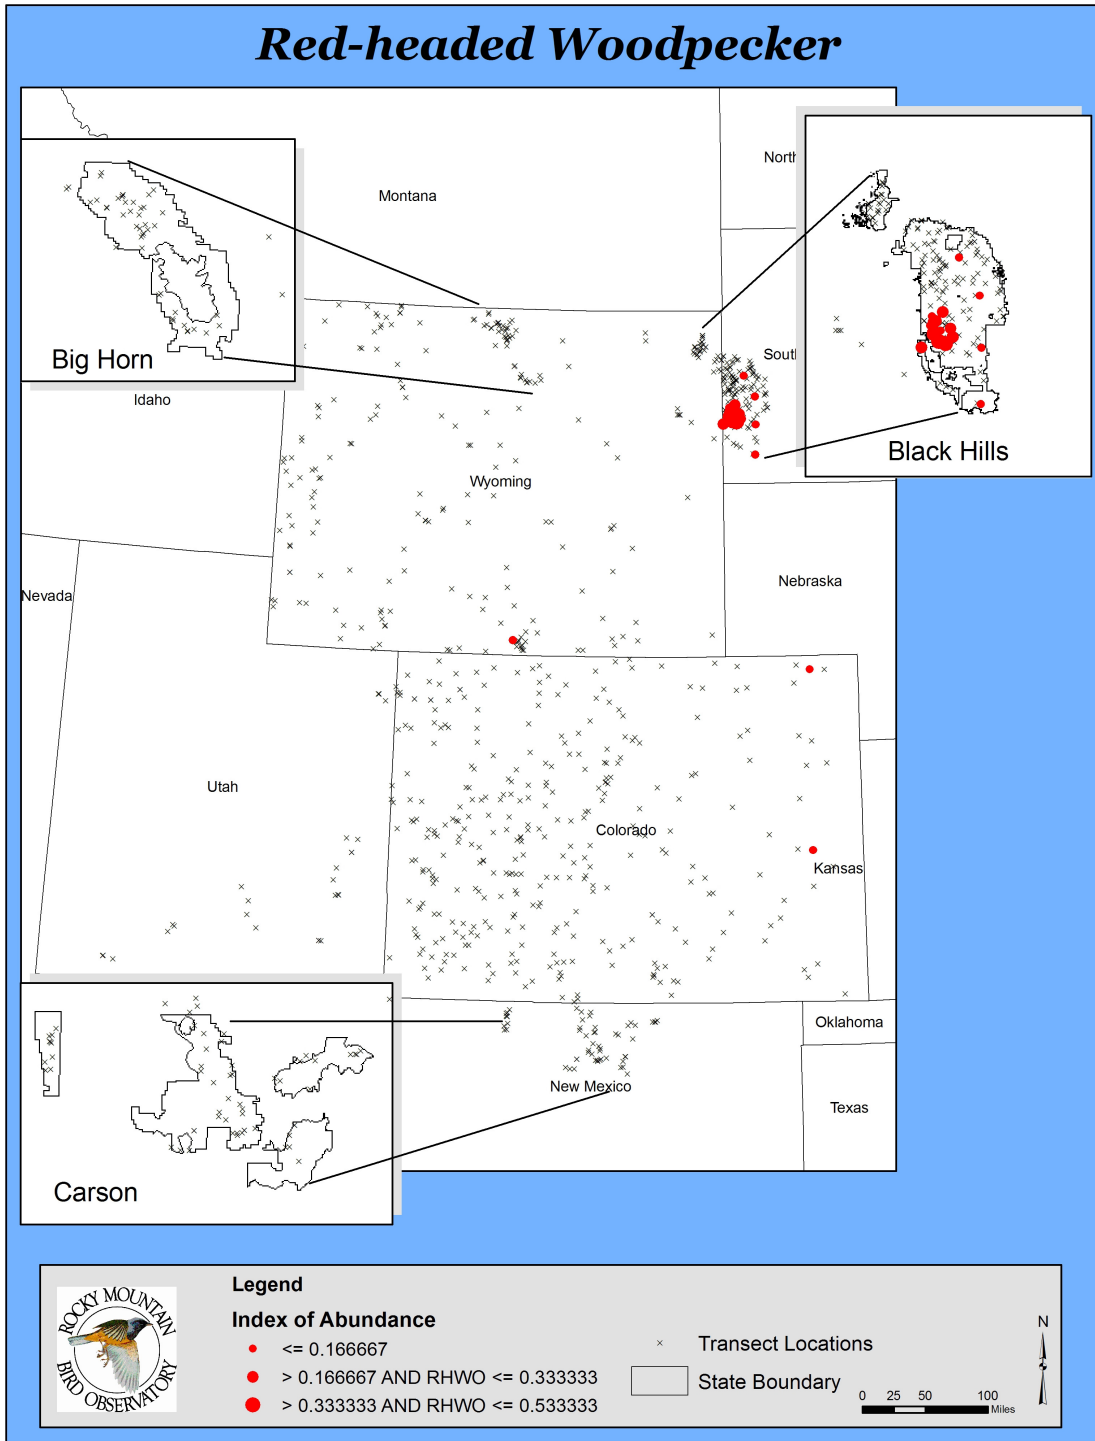 Red-headed Woodpecker
Montana
North
South
Big Horn
Idaho
Black Hills
Wyoming
Nebraska
Nevada
Utah
Colorado
Kansas
Oklahoma
New Mexico
Texas
Carson
Legend
Index of Abundance
<= 0.166667
> 0.166667 AND RHWO <= 0.333333
> 0.333333 AND RHWO <= 0.533333
Transect Locations
State Boundary
N
0 25 50 100
Miles
ROCKY MOUNTAIN
BIRD OBSERVATORY